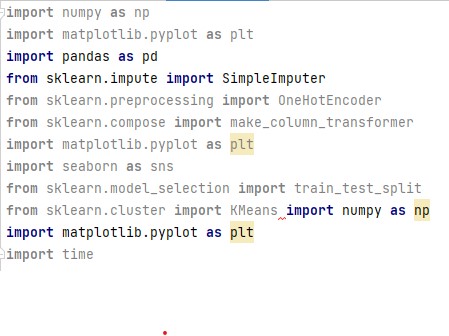 import numpy as np
import matplotlib.pyplot as plt
import pandas as pd
from sklearn.impute import SimpleImputer
from sklearn.preprocessing import OneHotEncoder
from sklearn.compose import make_column_transformer
import matplotlib.pyplot as plt
import seaborn as sns
from sklearn.model_selection import train_test_split
from sklearn.cluster import KMeans import numpy as np
import matplotlib.pyplot as plt
import time